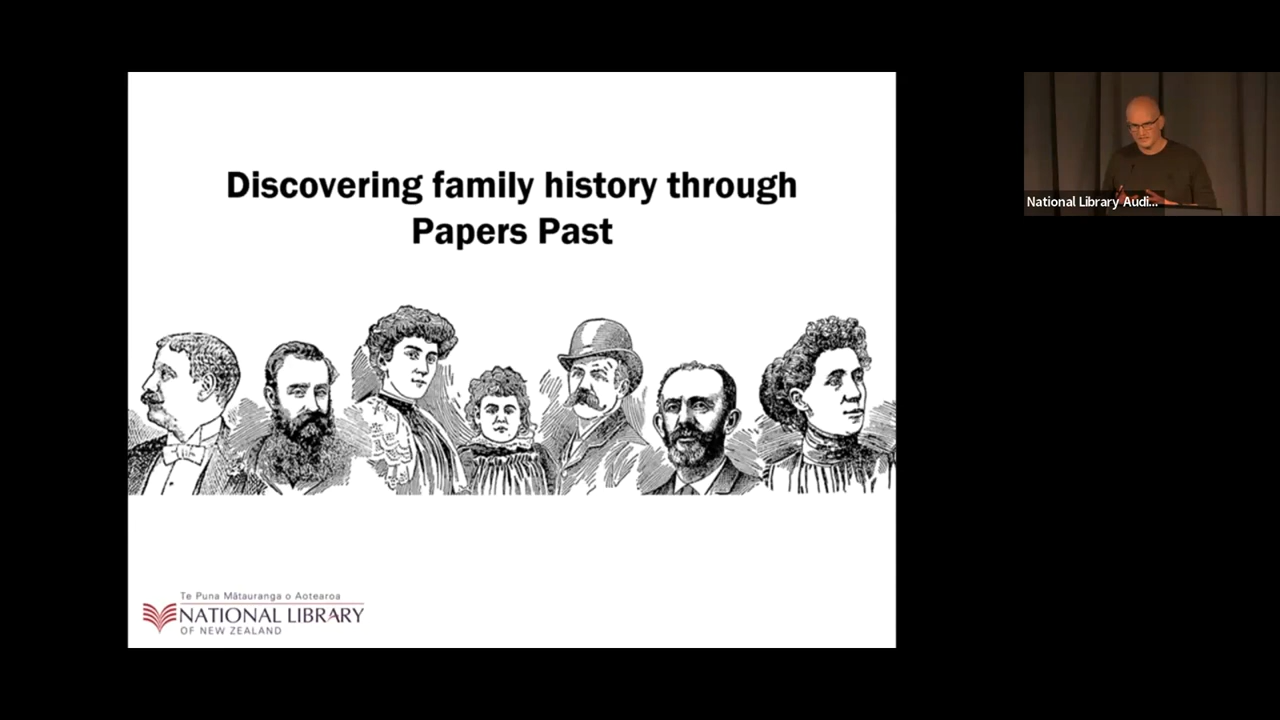 Discovering family history through
Papers Past
Te Puna Mātauranga o Aotearoa
NATIONAL LIBRARY
OF NEW ZEALAND
National Library Audi...